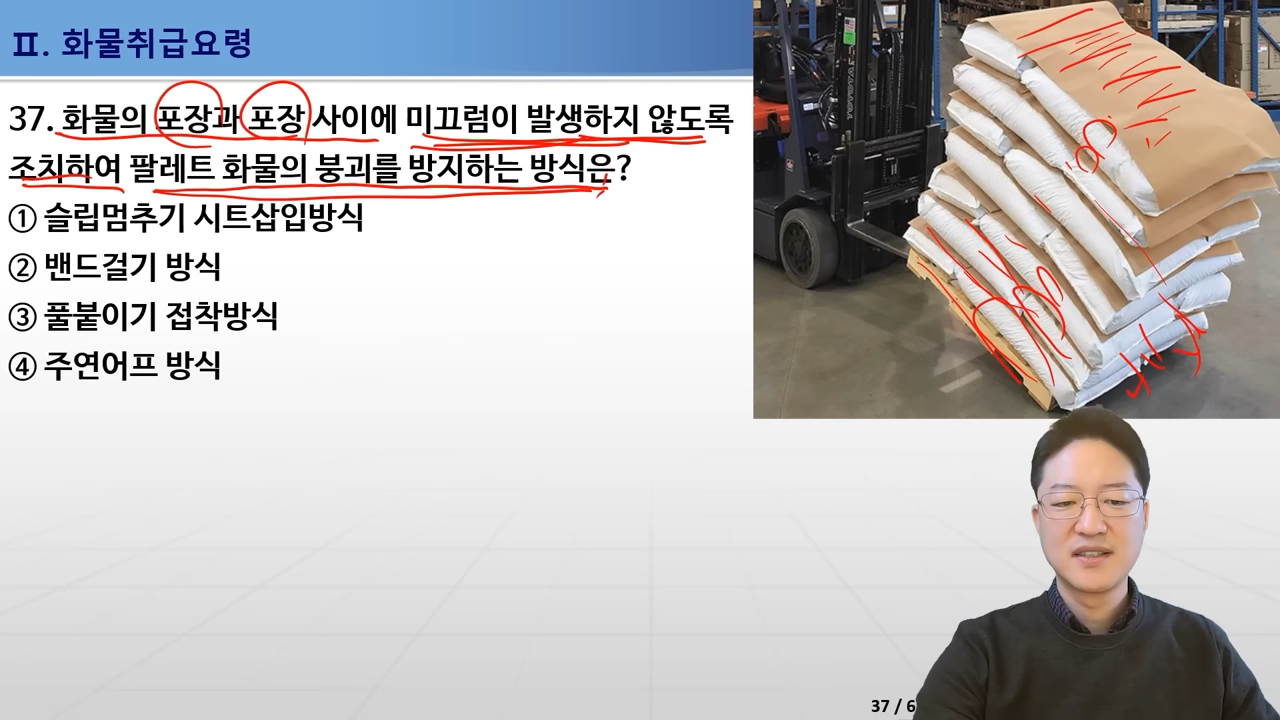 Ⅱ. 화물취급요령
37. 화물의 포장과 포장 사이에 미끄럼이 발생하지 않도록
조치하여 팔레트 화물의 붕괴를 방지하는 방식은?
① 슬립멈추기 시트삽입방식
② 밴드걸기 방식
③ 풀붙이기 접착방식
④ 주연어프 방식
37 / 6